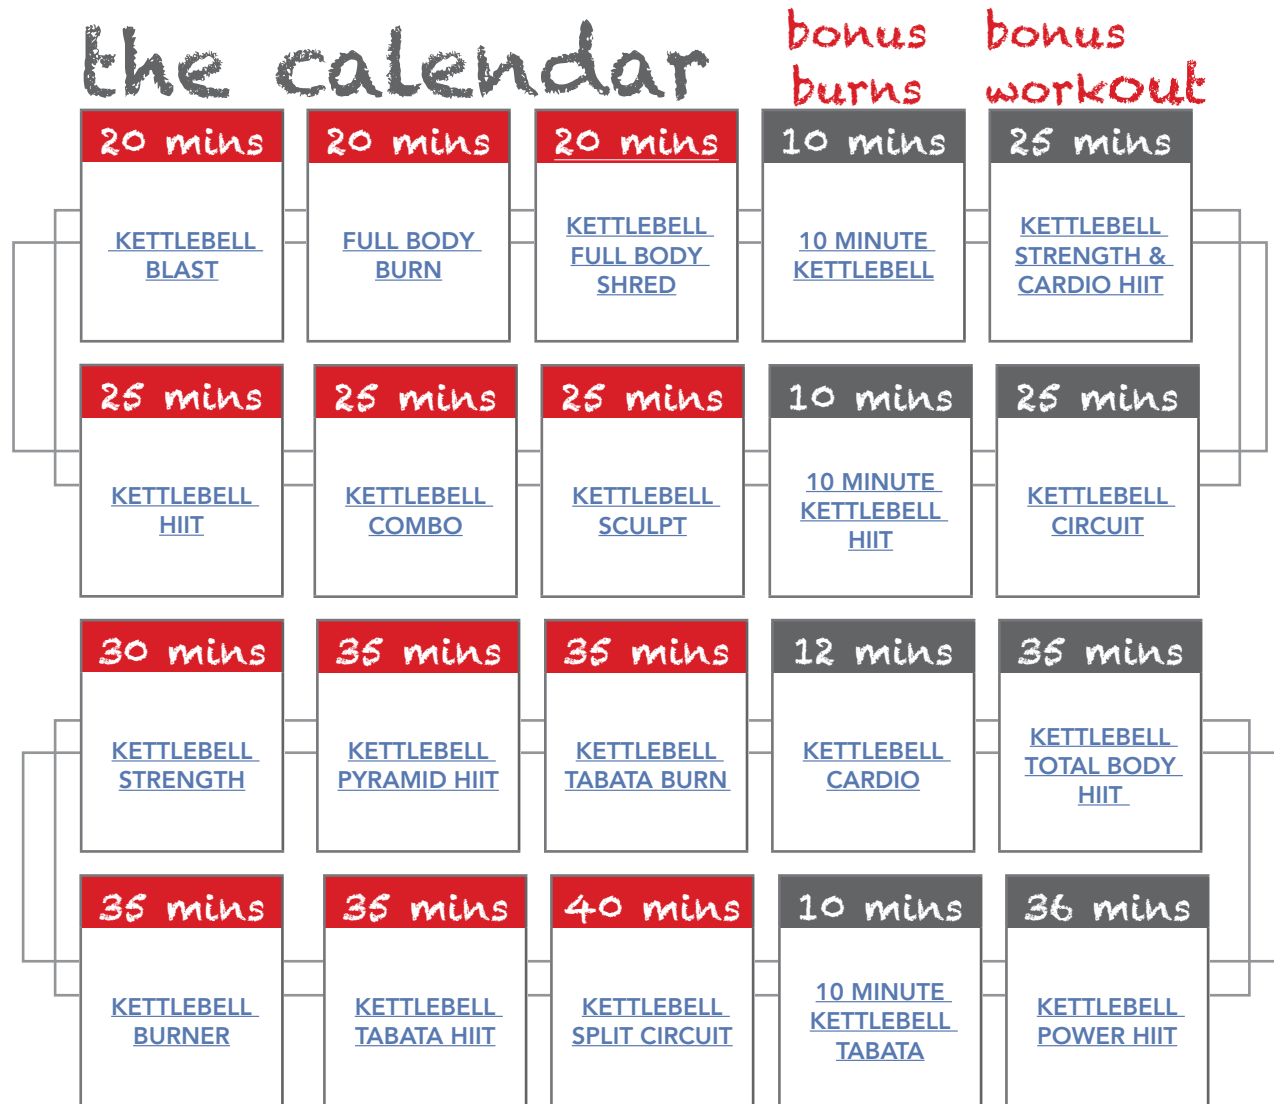 the calendar
bonus
burns
bonus
workout
20 mins
KETTLEBELL
BLAST
20 mins
FULL BODY
BURN
20 mins
KETTLEBELL
FULL BODY
SHRED
10 mins
10 MINUTE
KETTLEBELL
25 mins
KETTLEBELL
STRENGTH &
CARDIO HIIT
25 mins
KETTLEBELL
HIIT
25 mins
KETTLEBELL
COMBO
25 mins
KETTLEBELL
SCULPT
10 mins
10 MINUTE
KETTLEBELL
HIIT
25 mins
KETTLEBELL
CIRCUIT
30 mins
KETTLEBELL
STRENGTH
35 mins
KETTLEBELL
PYRAMID HIIT
35 mins
KETTLEBELL
TABATA BURN
12 mins
KETTLEBELL
CARDIO
35 mins
KETTLEBELL
TOTAL BODY
HIIT
35 mins
KETTLEBELL
BURNER
35 mins
KETTLEBELL
TABATA HIIT
40 mins
KETTLEBELL
SPLIT CIRCUIT
10 mins
10 MINUTE
KETTLEBELL
TABATA
36 mins
KETTLEBELL
POWER HIIT